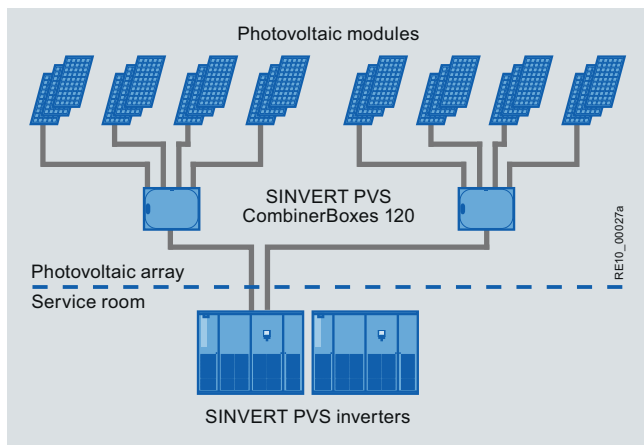 Photovoltaic modules
SINVERT PVS
CombinerBoxes 120
RE10_00027a
Photovoltaic array
Service room
SINVERT PVS inverters